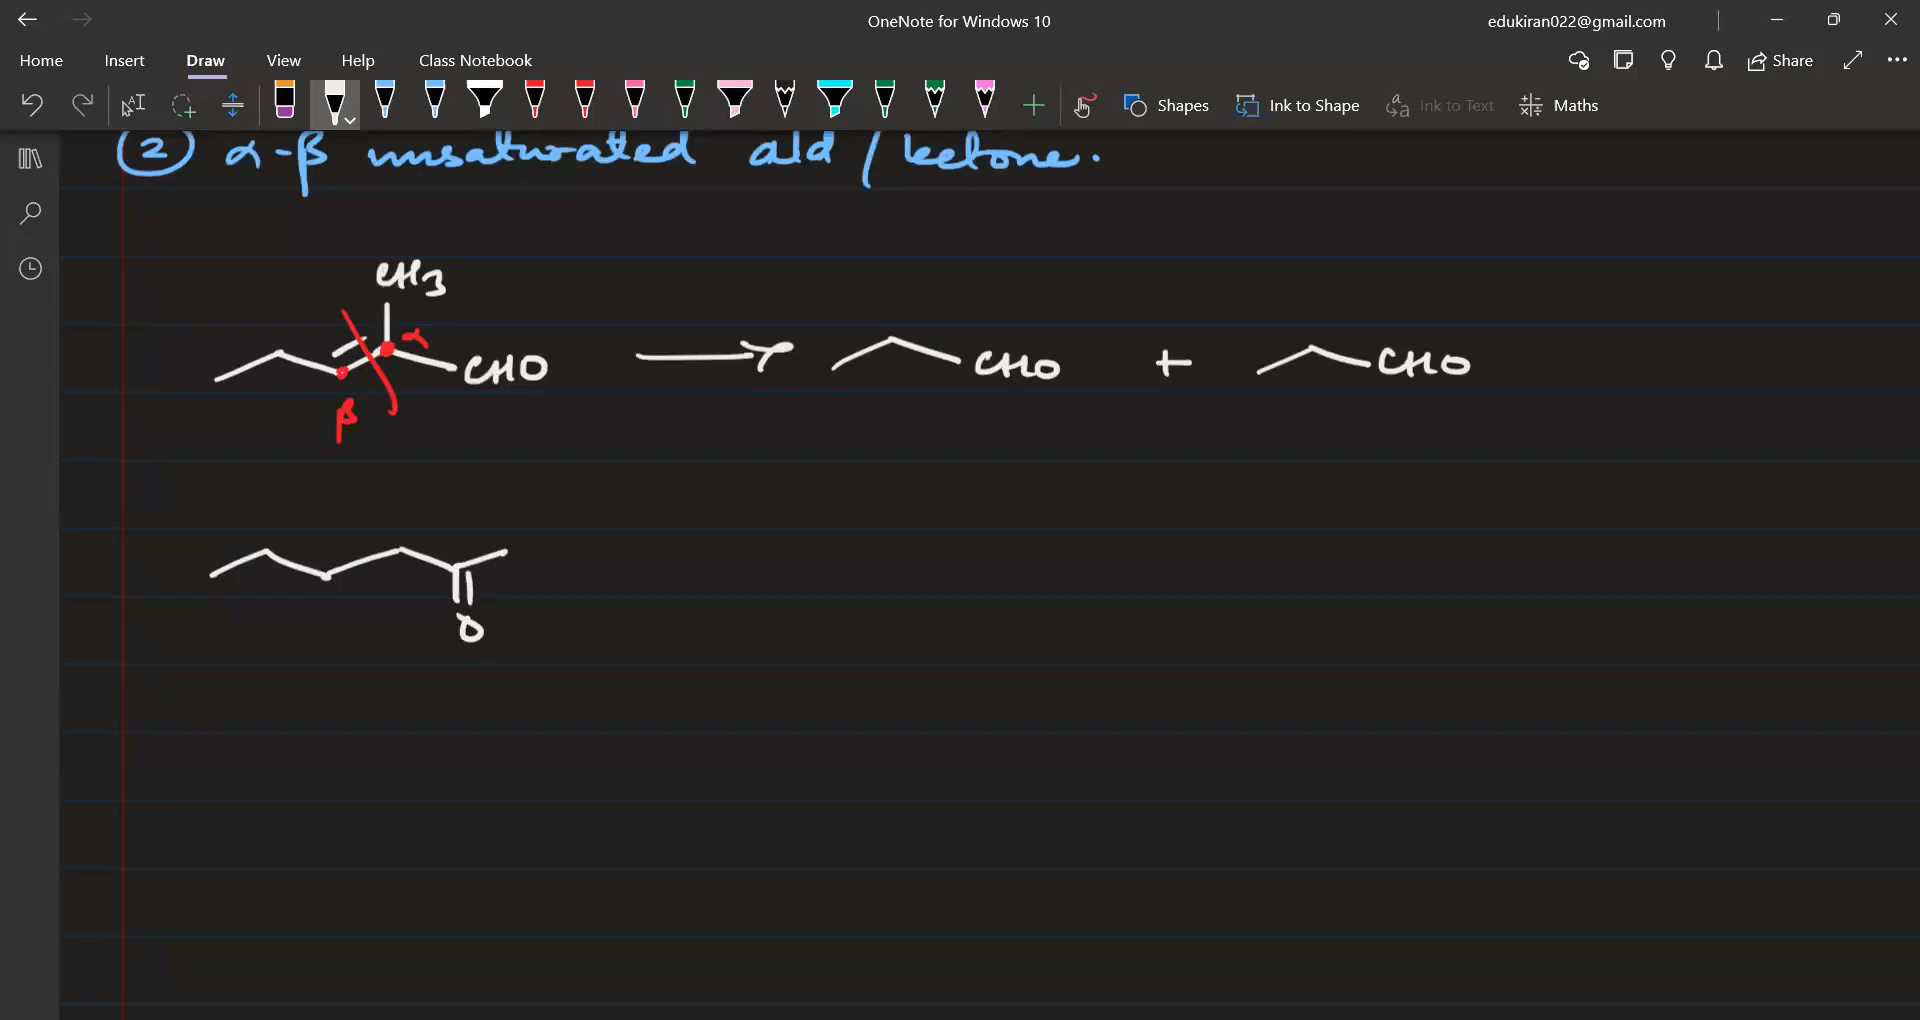 OneNote for Windows 10
edukiran022@gmail.com
Home Insert Draw View Help Class Notebook Share
Shapes Ink to Shape Ink to Text Maths
② α-β unsaturated ald / ketone.
CH3
α
CHO CHO + CHO
β
O